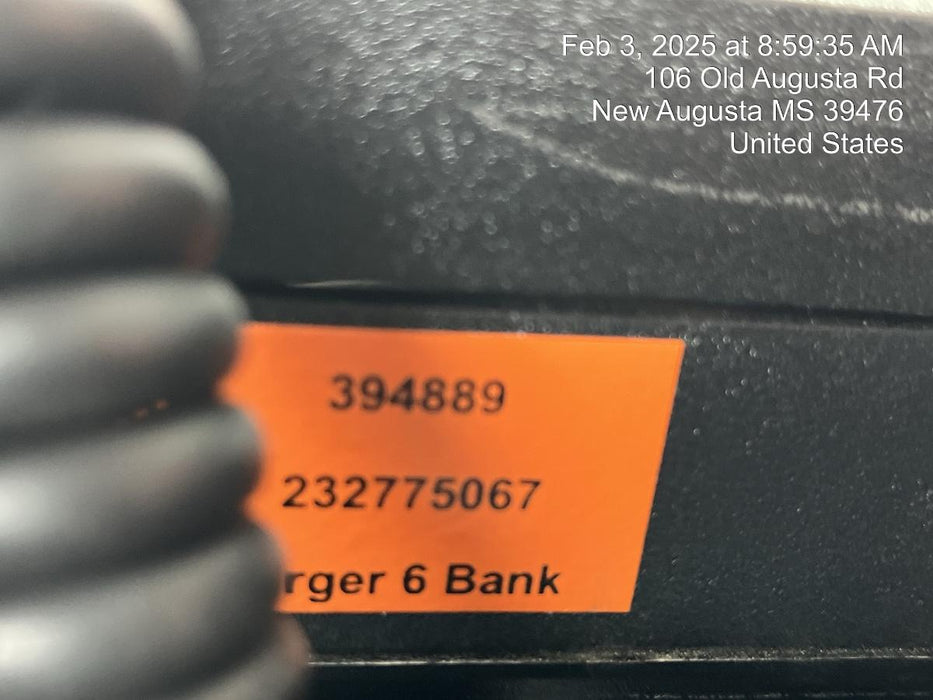 Feb 3, 2025 at 8:59:35 AM
106 Old Augusta Rd
New Augusta MS 39476
United States
394889
232775067
rger 6 Bank